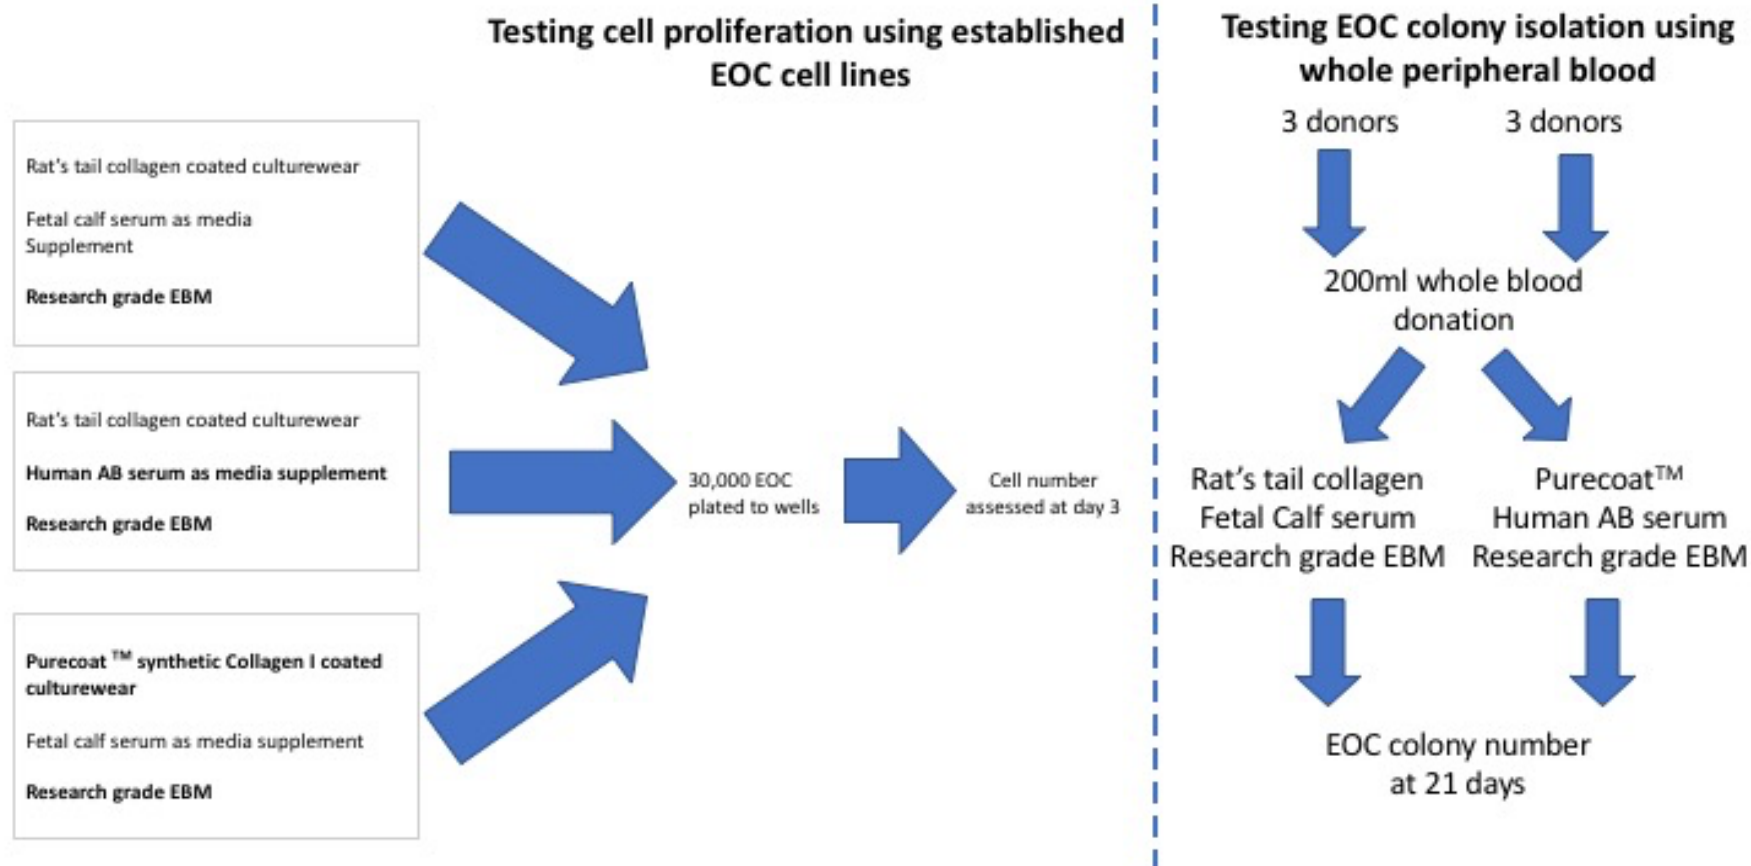 Testing cell proliferation using established
EOC cell lines
Rat's tail collagen coated culturewear
Fetal calf serum as media
Supplement
Research grade EBM
Rat's tail collagen coated culturewear
Human AB serum as media supplement
Research grade EBM
Purecoat TM synthetic Collagen I coated
culturewear
Fetal calf serum as media supplement
Research grade EBM
30,000 EOC
plated to wells
Cell number
assessed at day 3
Testing EOC colony isolation using
whole peripheral blood
3 donors
3 donors
200ml whole blood
donation
Rat's tail collagen
Fetal Calf serum
Research grade EBM
PurecoatTM
Human AB serum
Research grade EBM
EOC colony number
at 21 days